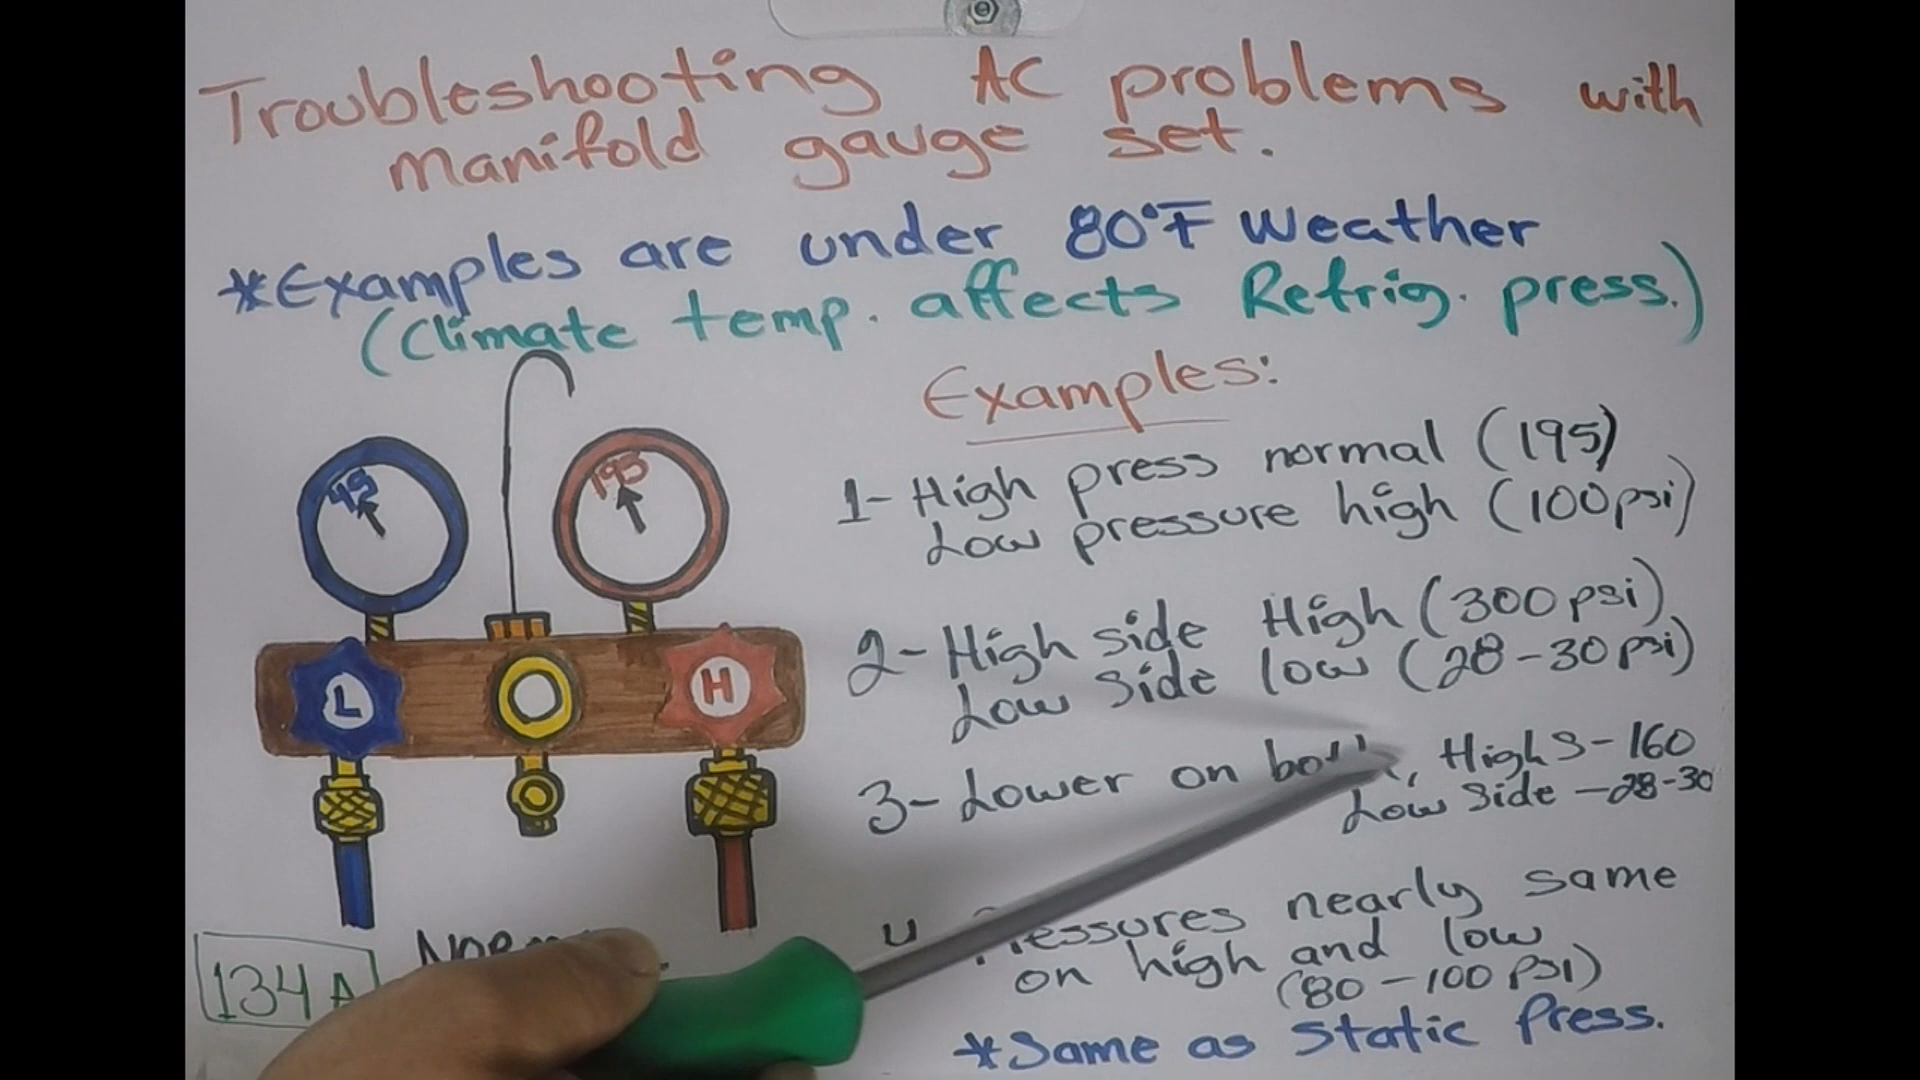 Troubleshooting AC problems with
manifold gauge set.
*Examples are under 80°F weather
(Climate temp. affects Refrig. press.)
Examples:
1- High press normal (195)
Low pressure high (100psi)
2- High side High (300psi)
Low side low (28-30psi)
3- Lower on , High S-160
Low Side -28-30
Pressures nearly same
on high and low
(80-100 PSI)
*Same as Static Press.
45
195
L
H
134A